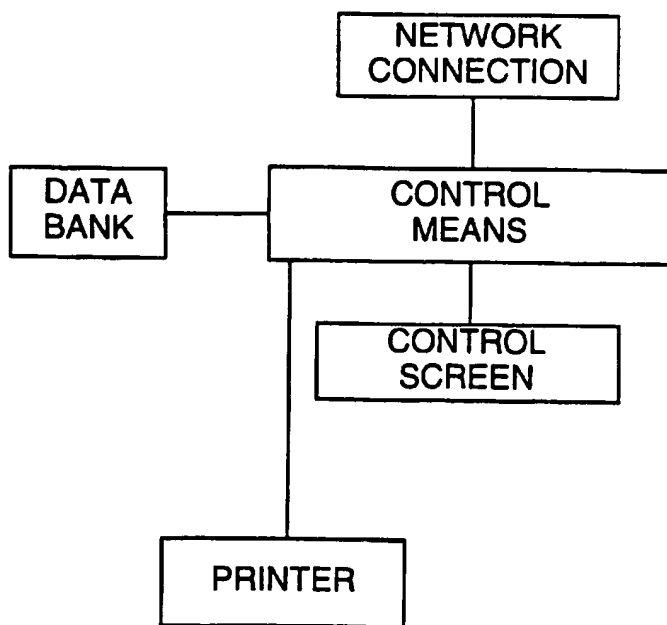 NETWORK
CONNECTION
DATA
BANK
CONTROL
MEANS
CONTROL
SCREEN
PRINTER